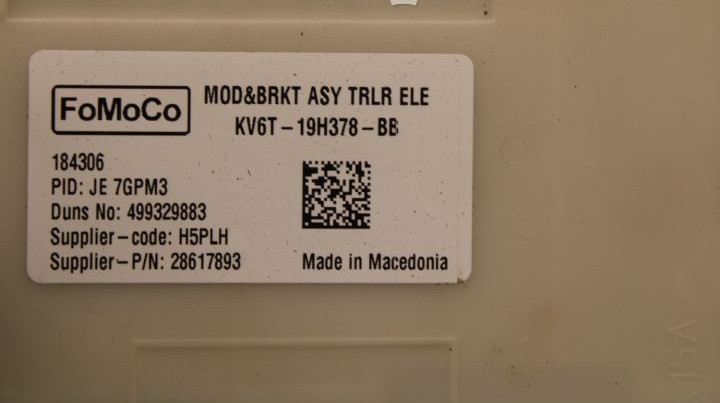 FoMoCo
MOD&BRKT ASY TRLR ELE
KV6T-19H378-BB
184306
PID: JE 7GPM3
Duns No: 499329883
Supplier-code: H5PLH
Supplier-P/N: 28617893
Made in Macedonia